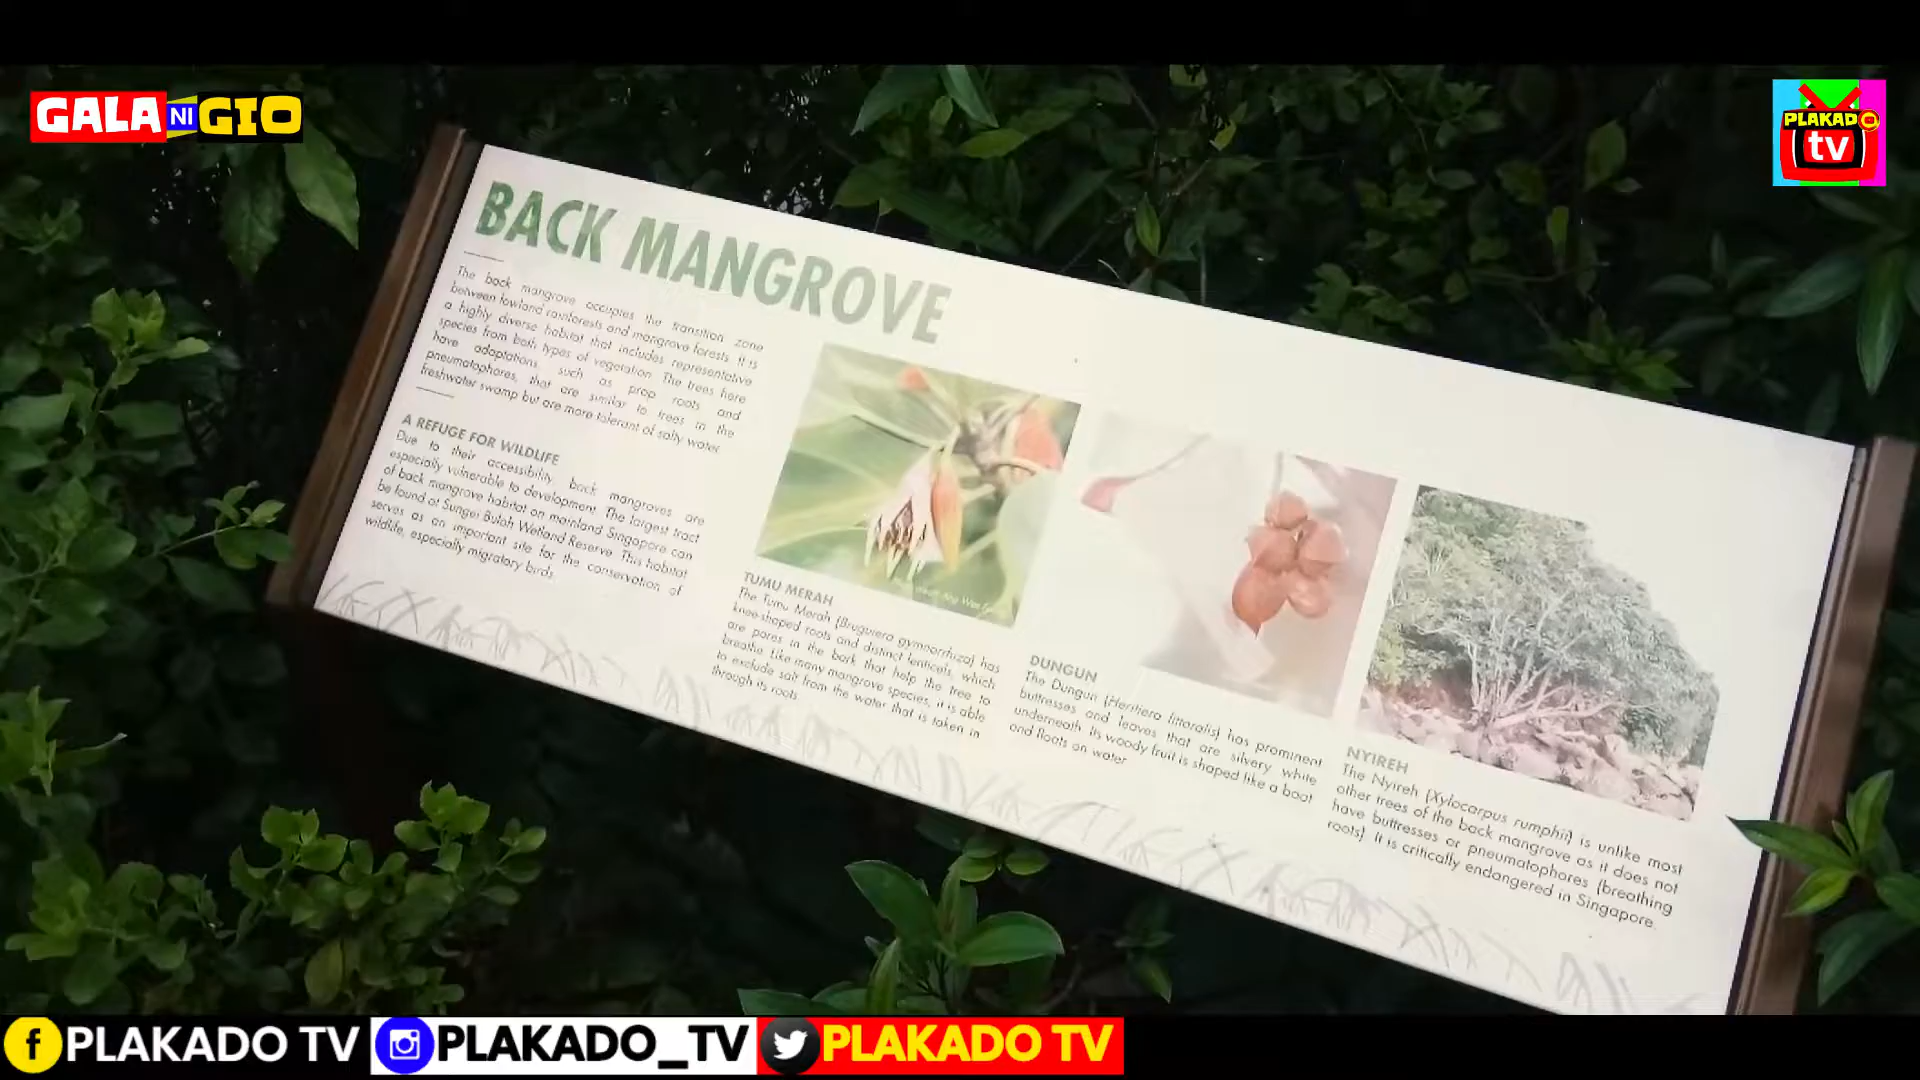 GALA NI GIO
PLAKADO
tv
BACK MANGROVE
The back mangrove occupies the transition zone
between lowland rainforests and mangrove forests. It is
a highly diverse habitat that includes representative
species from both types of vegetation. The trees here
have adaptations, such as prop roots and
pneumatophores, that are similar to trees in the
freshwater swamp but are more tolerant of salty water.
A REFUGE FOR WILDLIFE
Due to their accessibility, back mangroves are
especially vulnerable to development. The largest tract
of back mangrove habitat on mainland Singapore can
be found at Sungei Buloh Wetland Reserve. This habitat
serves as an important site for the conservation of
wildlife, especially migratory birds.
TUMU MERAH
The Tumu Merah (Bruguiera gymnorrhiza) has
knee-shaped roots and distinct lenticels, which
are pores in the bark that help the tree to
breathe. Like many mangrove species, it is able
to exclude salt from the water that is taken in
through its roots.
DUNGUN
The Dungun (Heritiera littoralis) has prominent
buttresses and leaves that are silvery white
underneath. Its woody fruit is shaped like a boat
and floats on water.
NYIREH
The Nyireh (Xylocarpus rumphii) is unlike most
other trees of the back mangrove as it does not
have buttresses or pneumatophores (breathing
roots). It is critically endangered in Singapore.
PLAKADO TV
PLAKADO_TV
PLAKADO TV